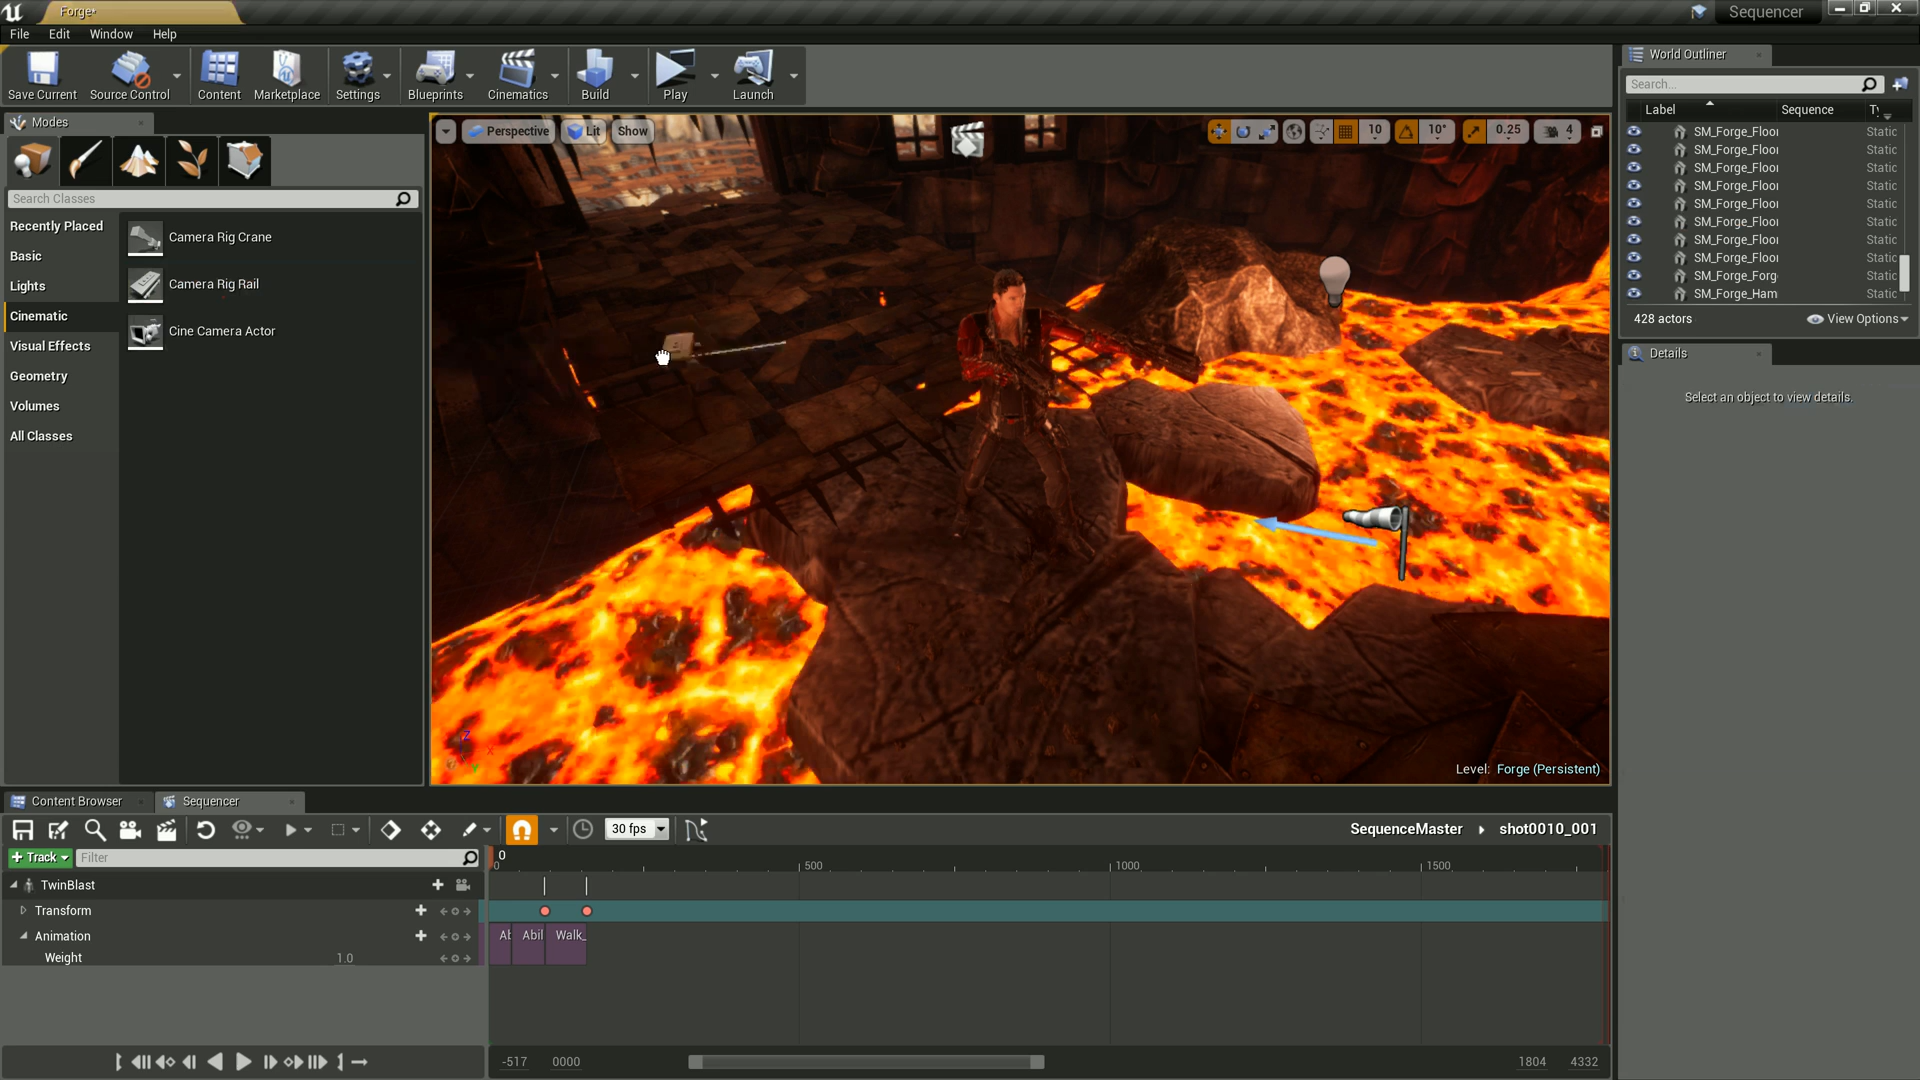 Forge*
Sequencer
File Edit Window Help
Save Current Source Control Content Marketplace Settings Blueprints Cinematics Build Play Launch
World Outliner
Search...
Label Sequence
SM_Forge_Floor Static
SM_Forge_Floor Static
SM_Forge_Floor Static
SM_Forge_Floor Static
SM_Forge_Floor Static
SM_Forge_Floor Static
SM_Forge_Floor Static
SM_Forge_Floor Static
SM_Forge_Forg Static
SM_Forge_Ham Static
428 actors View Options
Details
Select an object to view details.
Modes
Search Classes
Recently Placed
Basic
Lights
Cinematic
Visual Effects
Geometry
Volumes
All Classes
Camera Rig Crane
Camera Rig Rail
Cine Camera Actor
Perspective Lit Show 10 10° 0.25 4
Z X Y
Level: Forge (Persistent)
Content Browser Sequencer
30 fps SequenceMaster shot0010_001
+ Track Filter
0
0 500 1000 1500
TwinBlast
Transform
Animation
Weight 1.0
Ab Abil Walk_
-517 0000 1804 4332